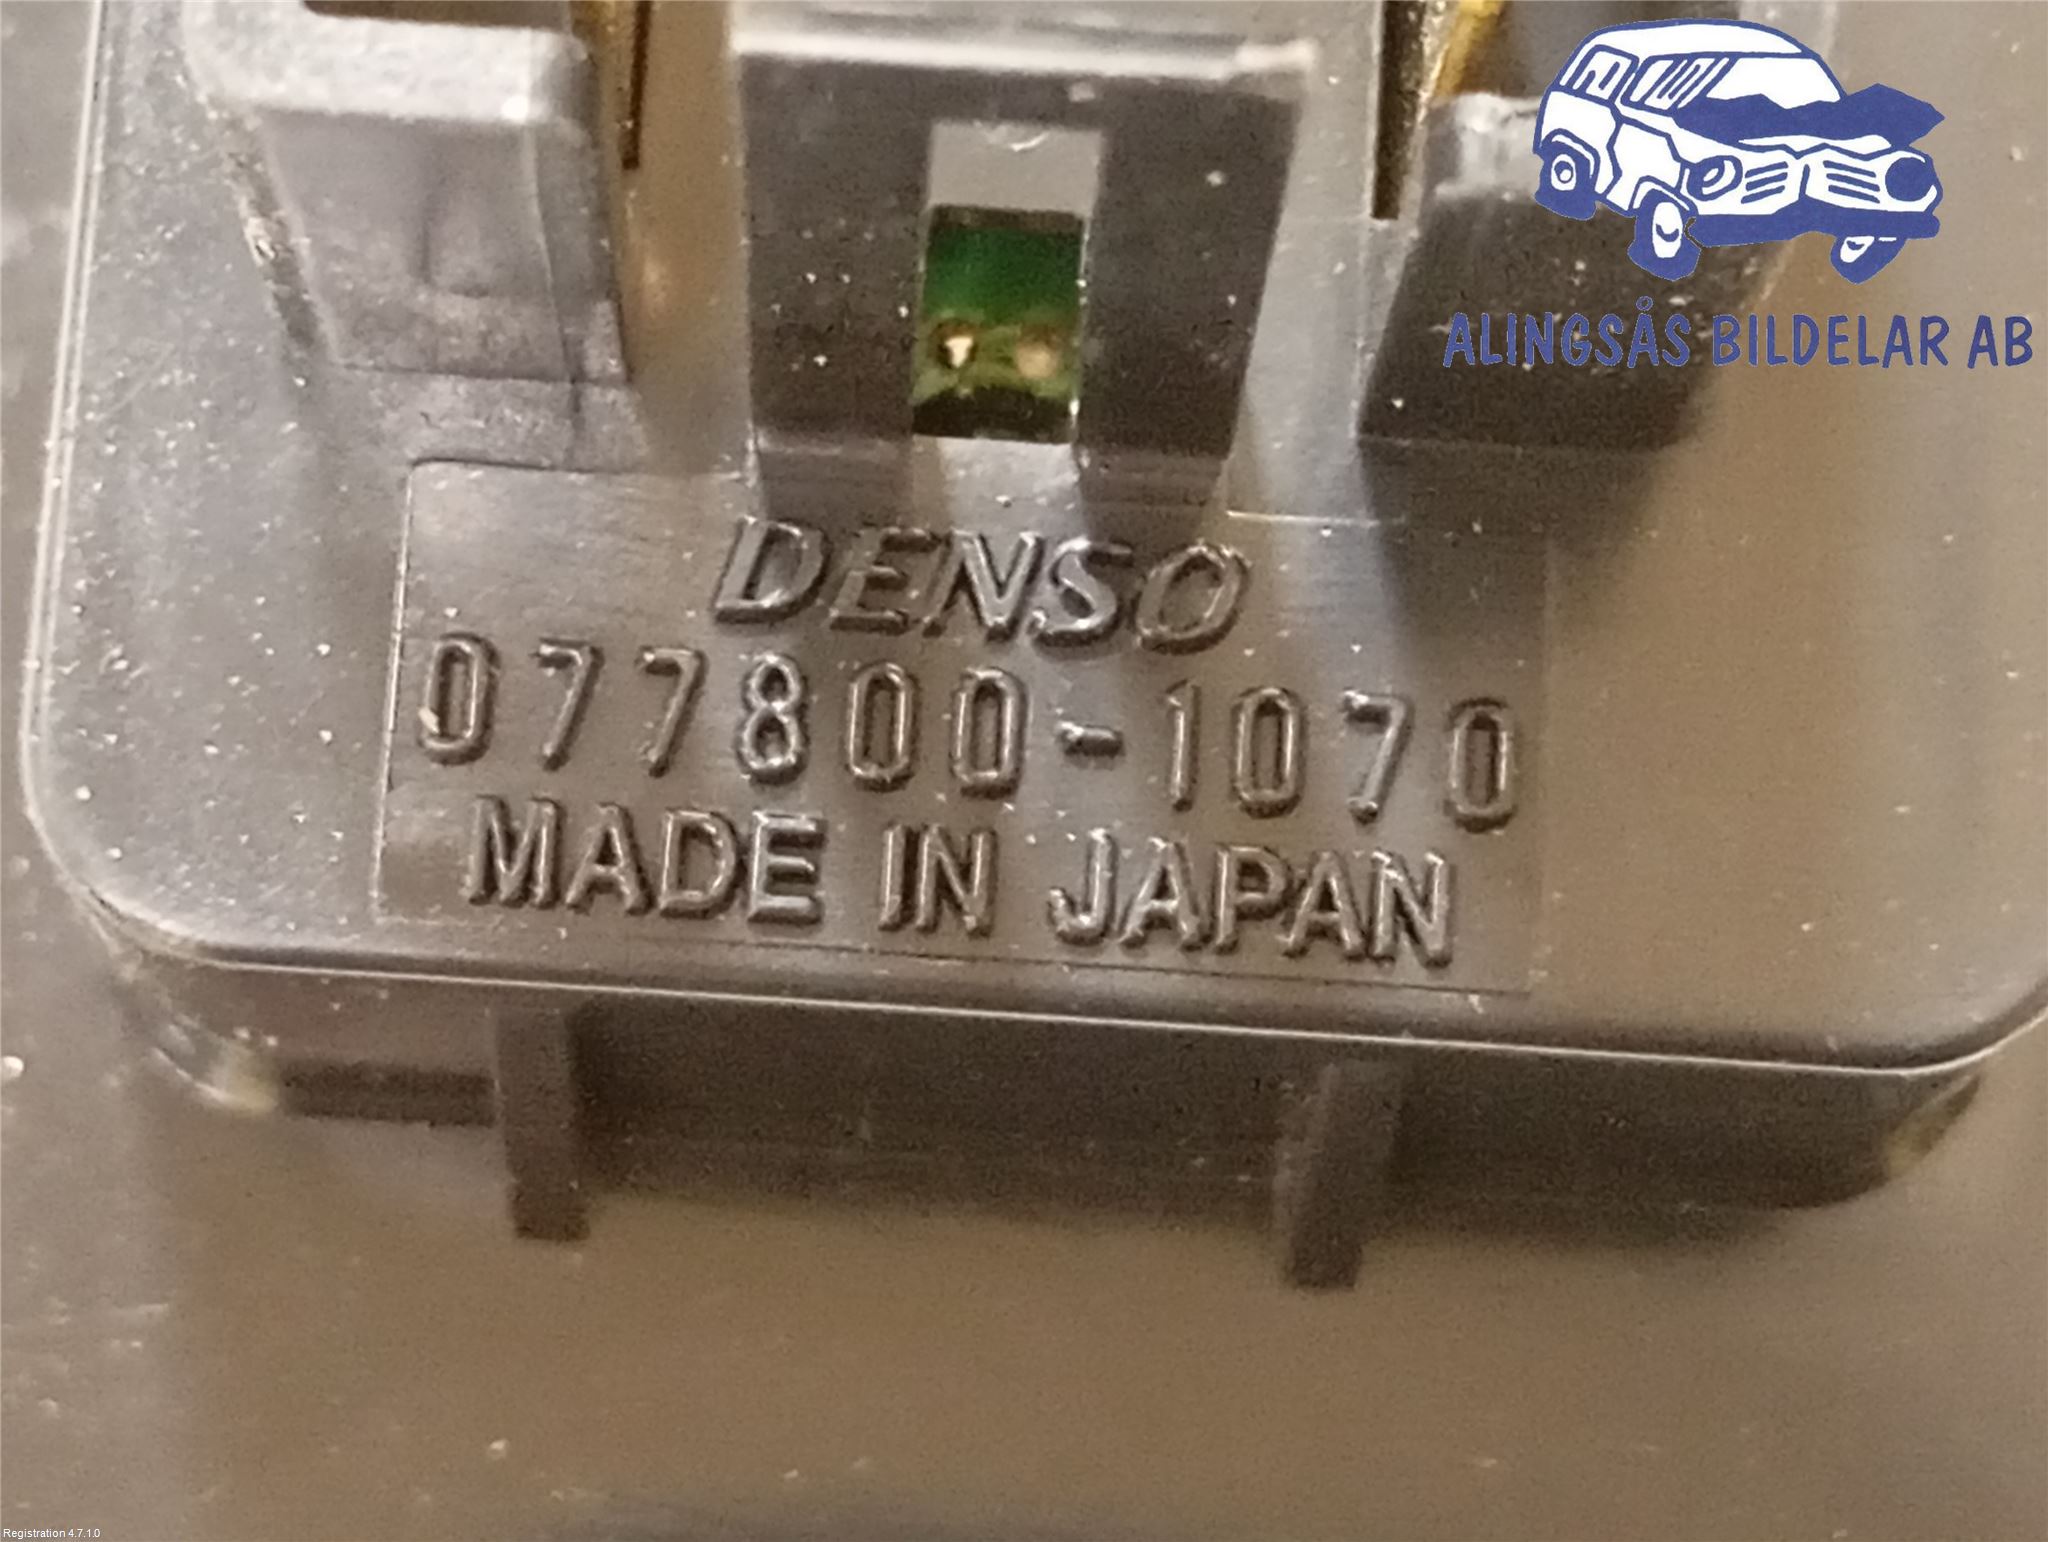 ALINGSÅS BILDELAR AB
DENSO
077800-1070
MADE IN JAPAN
Registration 4.7.1.0